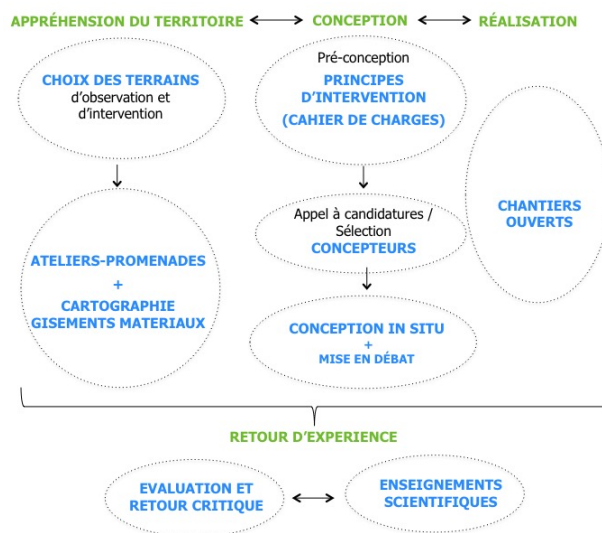 APPRÉHENSION DU TERRITOIRE
CONCEPTION
RÉALISATION
CHOIX DES TERRAINS
d'observation et
d'intervention
ATELIERS-PROMENADES
+
CARTOGRAPHIE
GISEMENTS MATERIAUX
Pré-conception
PRINCIPES
D'INTERVENTION
(CAHIER DE CHARGES)
Appel à candidatures /
Sélection
CONCEPTEURS
CONCEPTION IN SITU
+
MISE EN DÉBAT
CHANTIERS
OUVERTS
RETOUR D'EXPERIENCE
EVALUATION ET
RETOUR CRITIQUE
ENSEIGNEMENTS
SCIENTIFIQUES